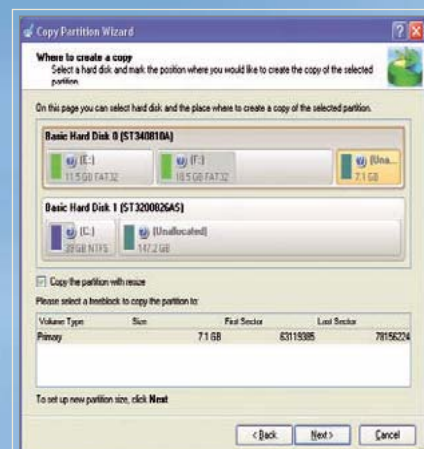 Copy Partition Wizard
Where to create a copy
Select a hard disk and mark the position where you would like to create the copy of the selected
partition.
On this page you can select hard disk and the place where to create a copy of the selected partition.
Basic Hard Disk 0 (ST340810A)
(E:)
11.5 GB FAT32
(F:)
18.5 GB FAT32
(Una...
7.1 GB
Basic Hard Disk 1 (ST3200826AS)
(C:)
39GB NTFS
(Unallocated)
147.2 GB
Copy the partition with resize
Please select a freeblock to copy the partition to:
Volume Type Size First Sector Last Sector
Primary 7.1 GB 63119385 78156224
To set up new partition size, click Next
< Back Next > Cancel